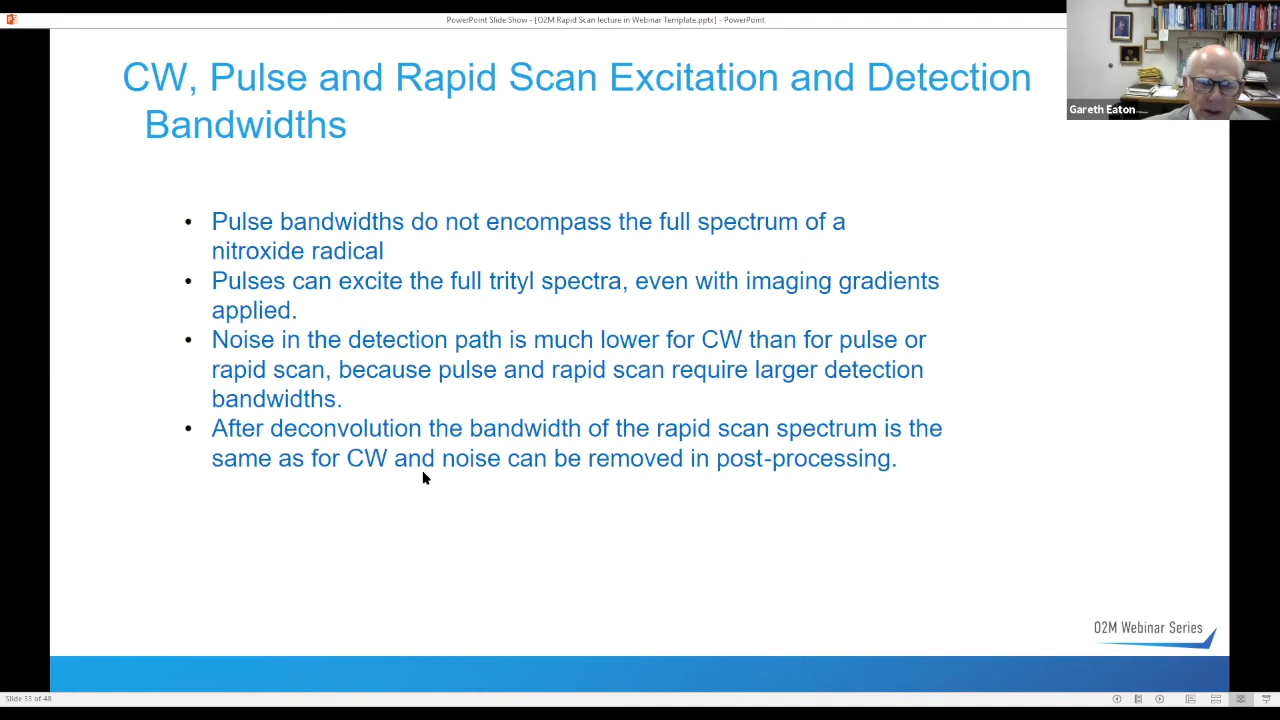 PowerPoint Slide Show - [O2M Rapid Scan lecture in Webinar Template.pptx] - PowerPoint
CW, Pulse and Rapid Scan Excitation and Detection
Bandwidths
Gareth Eaton
• Pulse bandwidths do not encompass the full spectrum of a
nitroxide radical
• Pulses can excite the full trityl spectra, even with imaging gradients
applied.
• Noise in the detection path is much lower for CW than for pulse or
rapid scan, because pulse and rapid scan require larger detection
bandwidths.
• After deconvolution the bandwidth of the rapid scan spectrum is the
same as for CW and noise can be removed in post-processing.
O2M Webinar Series
Slide 33 of 48